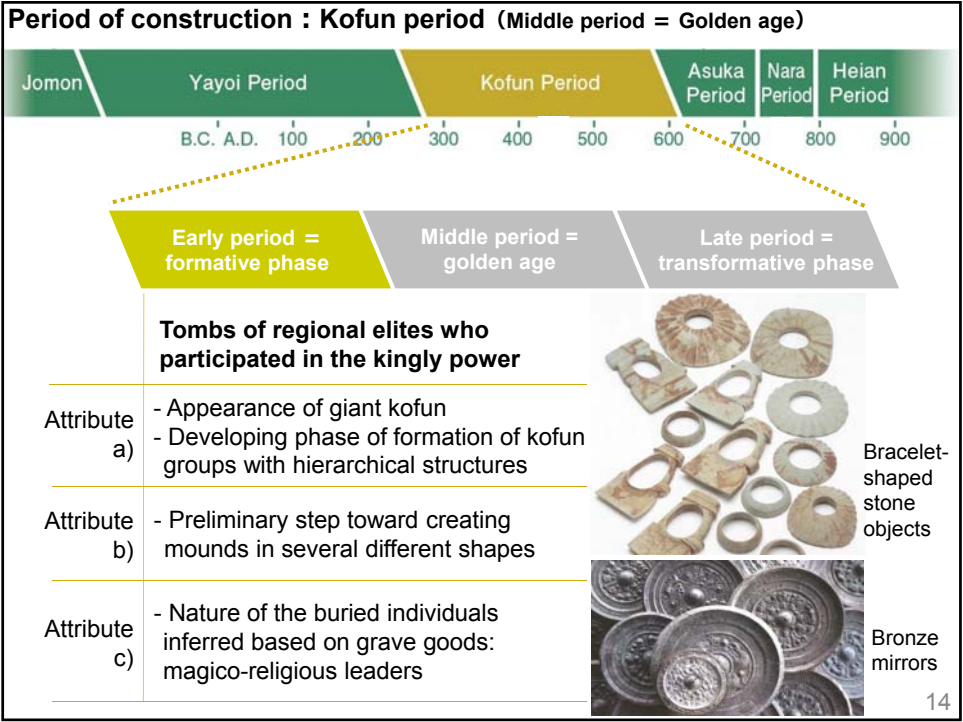 Period of construction：Kofun period（Middle period = Golden age）
Jomon
Yayoi Period
Kofun Period
Asuka
Period
Nara
Period
Heian
Period
B.C. A.D. 100 200 300 400 500 600 700 800 900
Early period =
formative phase
Middle period =
golden age
Late period =
transformative phase
Tombs of regional elites who
participated in the kingly power
Attribute
a)
- Appearance of giant kofun
- Developing phase of formation of kofun
groups with hierarchical structures
Attribute
b)
- Preliminary step toward creating
mounds in several different shapes
Attribute
c)
- Nature of the buried individuals
inferred based on grave goods:
magico-religious leaders
Bracelet-
shaped
stone
objects
Bronze
mirrors
14